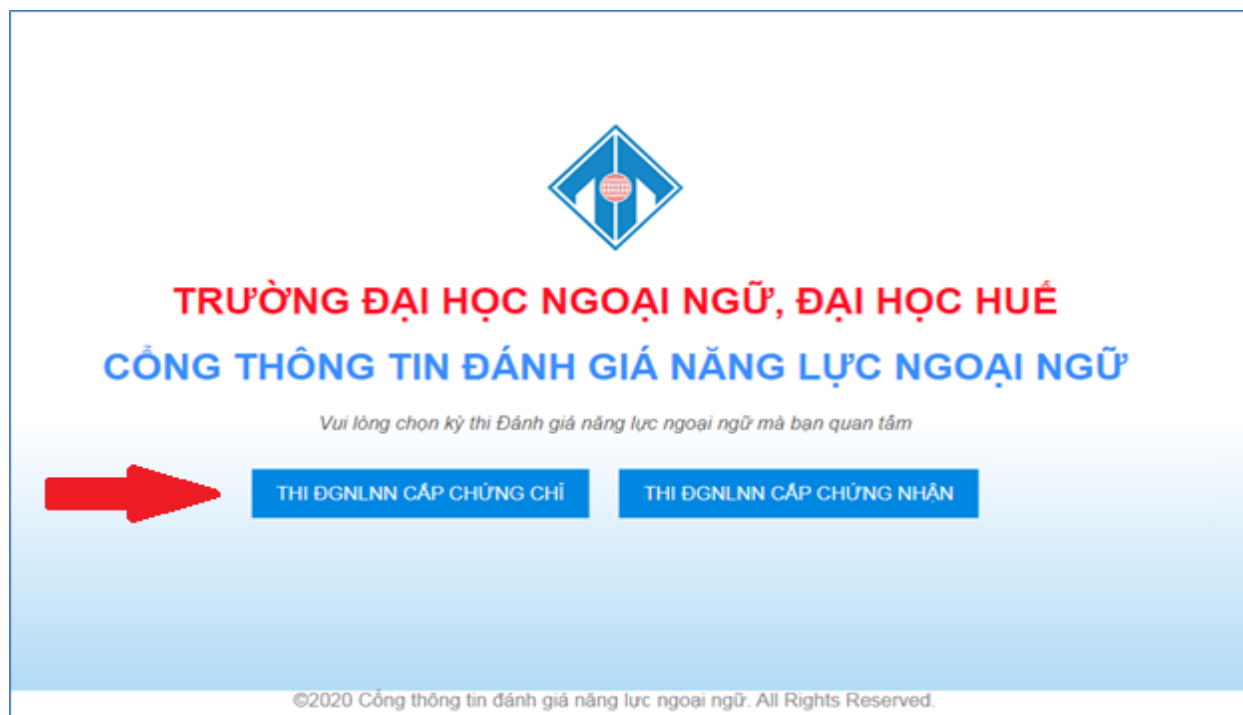 TRƯỜNG ĐẠI HỌC NGOẠI NGỮ, ĐẠI HỌC HUẾ
CỔNG THÔNG TIN ĐÁNH GIÁ NĂNG LỰC NGOẠI NGỮ
Vui lòng chọn kỳ thi Đánh giá năng lực ngoại ngữ mà bạn quan tâm
THI ĐGNLNN CẤP CHỨNG CHỈ
THI ĐGNLNN CẤP CHỨNG NHẬN
©2020 Cổng thông tin đánh giá năng lực ngoại ngữ. All Rights Reserved.